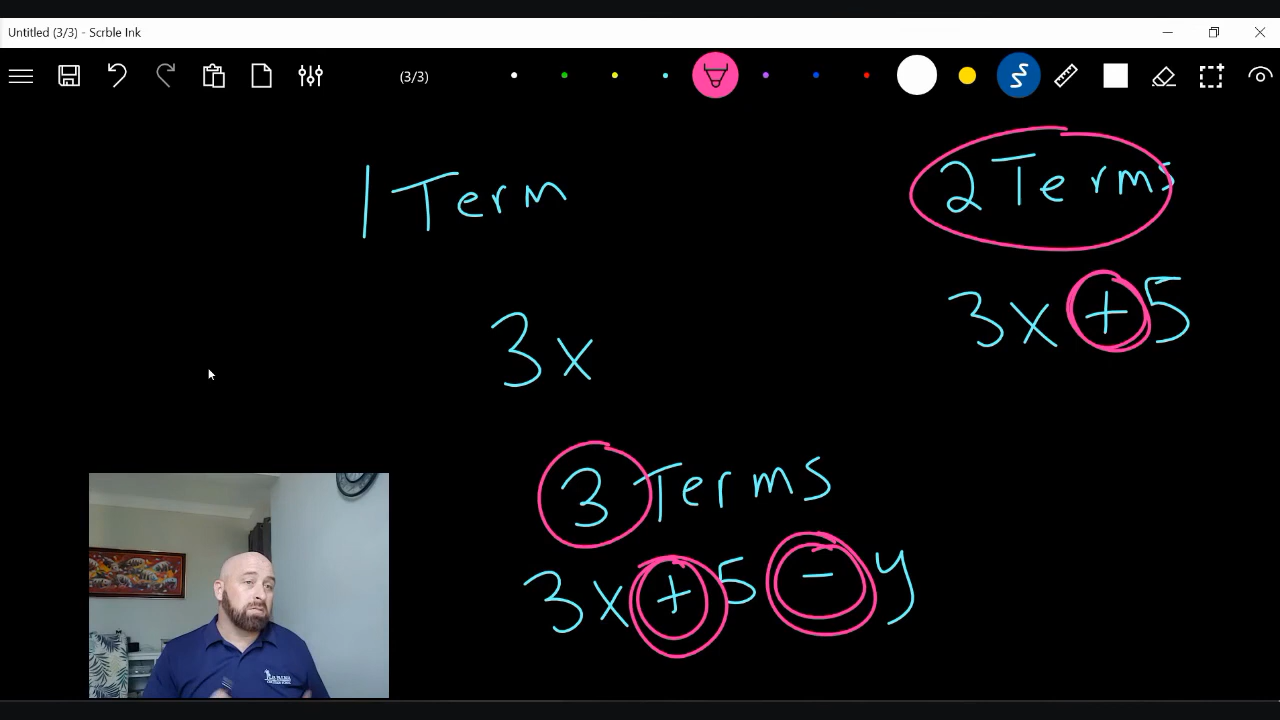 Untitled (3/3) - Scrble Ink
(3/3)
1 Term
2 Terms
3x
3x + 5
3 Terms
3x + 5 - y